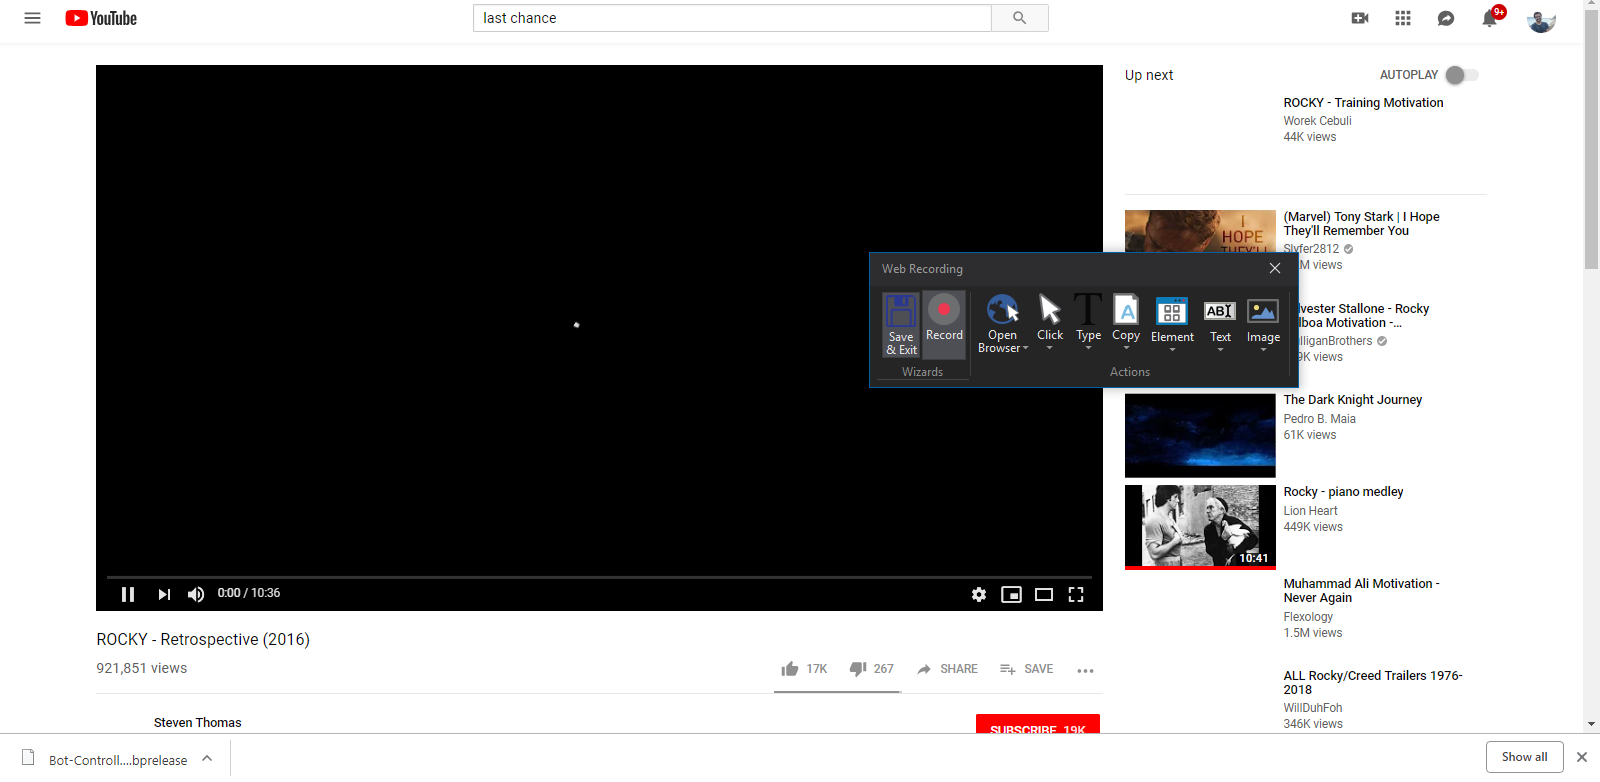 YouTube
last chance
9+
Up next
AUTOPLAY
ROCKY - Training Motivation
Worek Cebuli
44K views
I
HOPE
THEY'LL
(Marvel) Tony Stark | I Hope
They'll Remember You
Slyfer2812
M views
Web Recording
Save
& Exit
Record
Wizards
Open
Browser
Click
Type
A
Copy
Element
AB
Text
Image
Actions
vester Stallone - Rocky
lboa Motivation -...
lliganBrothers
9K views
The Dark Knight Journey
Pedro B. Maia
61K views
10:41
Rocky - piano medley
Lion Heart
449K views
Muhammad Ali Motivation -
Never Again
Flexology
1.5M views
ALL Rocky/Creed Trailers 1976-
2018
WillDuhFoh
346K views
0:00 / 10:36
ROCKY - Retrospective (2016)
921,851 views
17K
267
SHARE
SAVE
Steven Thomas
SUBSCRIBE 19K
Bot-Controll....bprelease
Show all